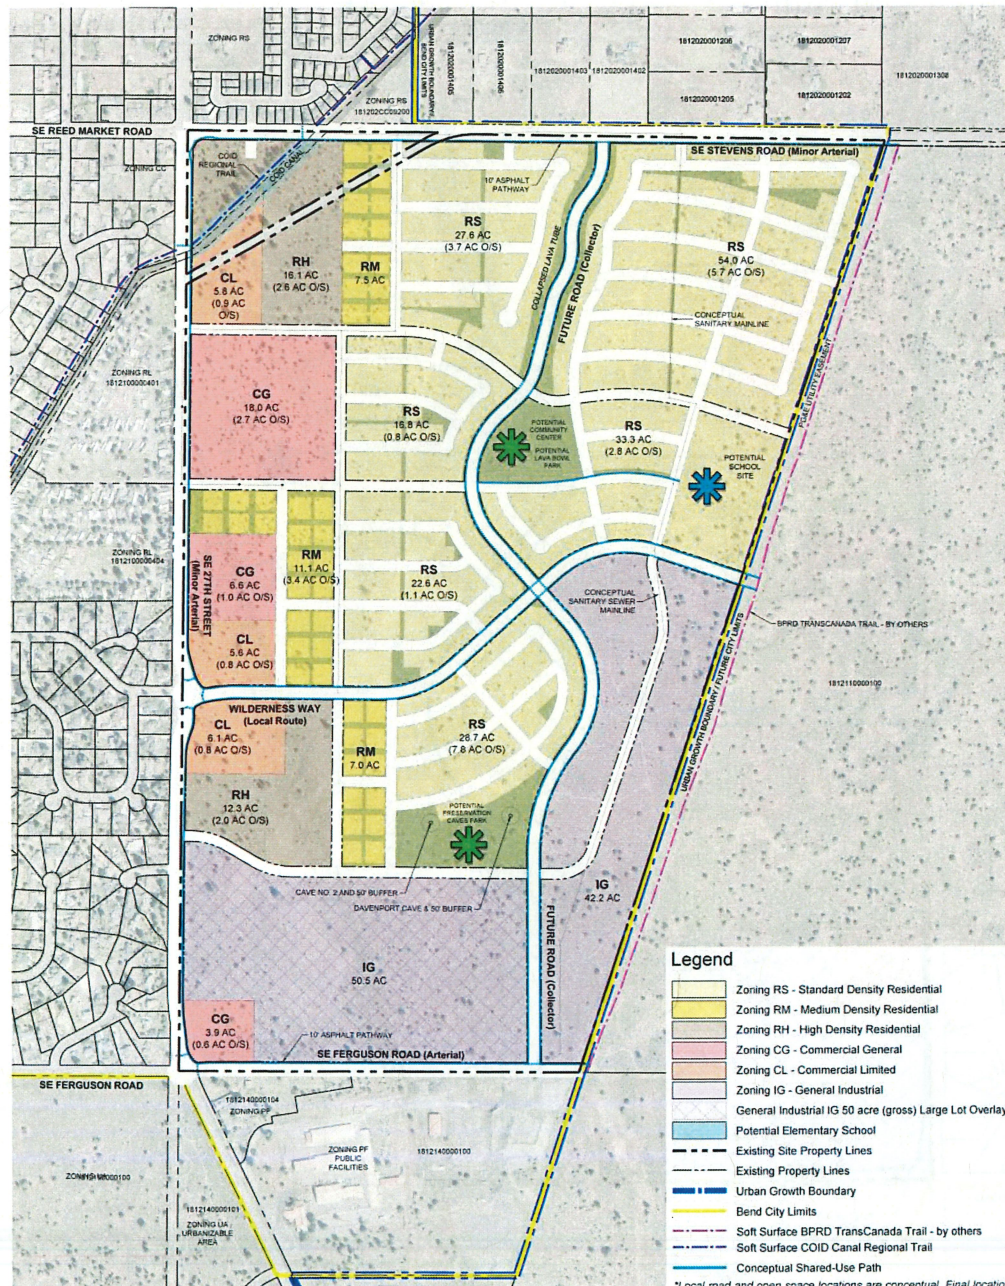 ZONING RS
URBAN GROWTH BOUNDARY/
BEND CITY LIMITS
1812020001405
1812020001406
1812020001403
1812020001402
1812020001206
1812020001207
1812020001308
1812020001205
1812020001202
ZONING RS
181202CC09200
SE REED MARKET ROAD
ZONING CC
COID
REGIONAL
TRAIL
COID CANAL
SE STEVENS ROAD (Minor Arterial)
10' ASPHALT
PATHWAY
RS
27.6 AC
(3.7 AC O/S)
COLLAPSED LAVA TUBE
FUTURE ROAD (Collector)
RS
54.0 AC
(5.7 AC O/S)
RH
16.1 AC
(2.6 AC O/S)
RM
7.5 AC
CL
5.6 AC
(0.9 AC
O/S)
CONCEPTUAL
SANITARY MAINLINE
ZONING RL
1812100000401
CG
18.0 AC
(2.7 AC O/S)
RS
16.8 AC
(0.8 AC O/S)
POTENTIAL
COMMUNITY
CENTER
POTENTIAL
LAVA BOWL
PARK
RS
33.3 AC
(2.8 AC O/S)
POTENTIAL
SCHOOL
SITE
UTILITY EASEMENT
ZONING RL
1812100000404
SE 27TH STREET
(Minor Arterial)
CG
6.6 AC
(1.0 AC O/S)
RM
11.1 AC
(3.4 AC O/S)
RS
22.6 AC
(1.1 AC O/S)
CL
5.6 AC
(0.8 AC O/S)
CONCEPTUAL
SANITARY SEWER
MAINLINE
BPRD TRANSCANADA TRAIL - BY OTHERS
URBAN GROWTH BOUNDARY / FUTURE CITY LIMITS
1812110000100
WILDERNESS WAY
(Local Route)
CL
6.1 AC
(0.8 AC O/S)
RM
7.0 AC
RS
28.7 AC
(7.8 AC O/S)
RH
12.3 AC
(2.0 AC O/S)
POTENTIAL
PRESERVATION
CAVES PARK
CAVE NO. 2 AND 50' BUFFER
DAVENPORT CAVE & 50' BUFFER
IG
42.2 AC
IG
50.5 AC
FUTURE ROAD (Collector)
CG
3.9 AC
(0.6 AC O/S)
10' ASPHALT PATHWAY
SE FERGUSON ROAD (Arterial)
SE FERGUSON ROAD
1812140000104
ZONING PF
ZONING PF
PUBLIC
FACILITIES
1812140000100
1812140000101
ZONING UA
URBANIZABLE
AREA
Legend
Zoning RS - Standard Density Residential
Zoning RM - Medium Density Residential
Zoning RH - High Density Residential
Zoning CG - Commercial General
Zoning CL - Commercial Limited
Zoning IG - General Industrial
General Industrial IG 50 acre (gross) Large Lot Overlay
Potential Elementary School
Existing Site Property Lines
Existing Property Lines
Urban Growth Boundary
Bend City Limits
Soft Surface BPRD TransCanada Trail - by others
Soft Surface COID Canal Regional Trail
Conceptual Shared-Use Path
*Local road and open space locations are conceptual. Final